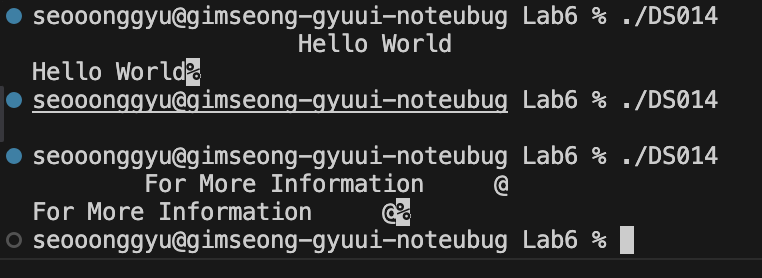 seooonggyu@gimseong-gyuui-noteubug Lab6 % ./DS014
                   Hello World
Hello World%
seooonggyu@gimseong-gyuui-noteubug Lab6 % ./DS014

seooonggyu@gimseong-gyuui-noteubug Lab6 % ./DS014
        For More Information     @
For More Information     @%
seooonggyu@gimseong-gyuui-noteubug Lab6 %